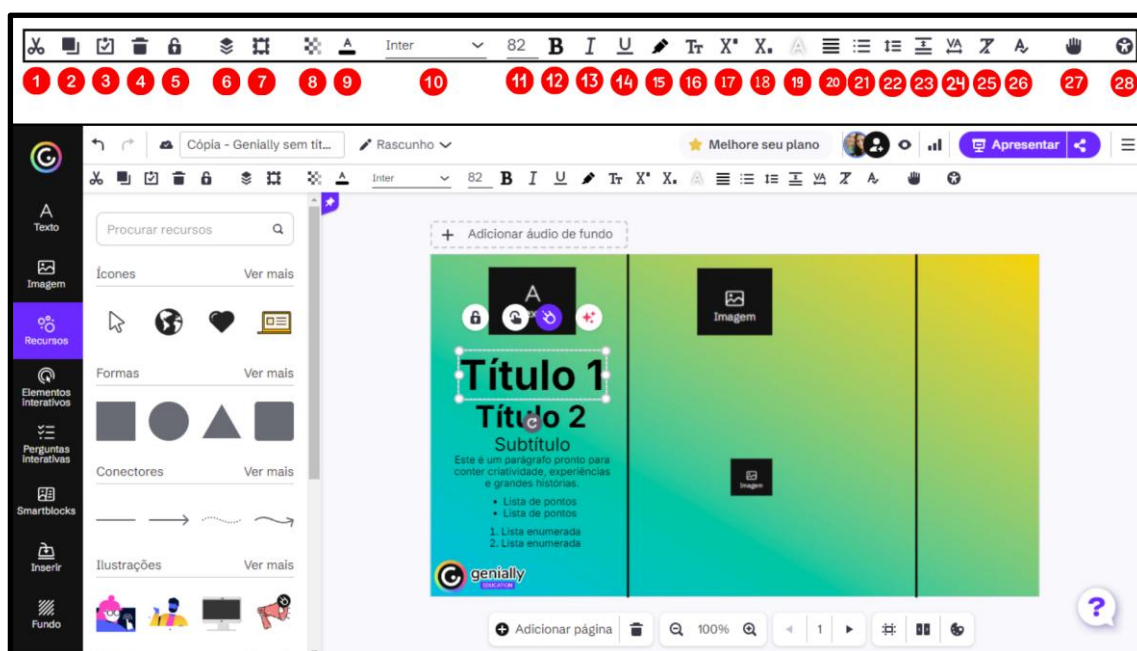 Inter 82 B I U Tт X▪ X▪ A VA A
1 2 3 4 5 6 7 8 9 10 11 12 13 14 15 16 17 18 19 20 21 22 23 24 25 26 27 28
Cópia - Genially sem tít...
Rascunho
Melhore seu plano
Apresentar
Inter 82 B I U Tт X▪ X▪ A VA A
A
Texto
Imagem
Recursos
Elementos
interativos
Perguntas
interativas
Smartblocks
Inserir
Fundo
Procurar recursos
Ícones Ver mais
Formas Ver mais
Conectores Ver mais
Ilustrações Ver mais
+ Adicionar áudio de fundo
A
Imagem
Título 1
Título 2
Subtítulo
Este é um parágrafo pronto para
conter criatividade, experiências
e grandes histórias.
• Lista de pontos
• Lista de pontos
1. Lista enumerada
2. Lista enumerada
Imagem
genially
EDUCATION
Adicionar página
100%
1
?